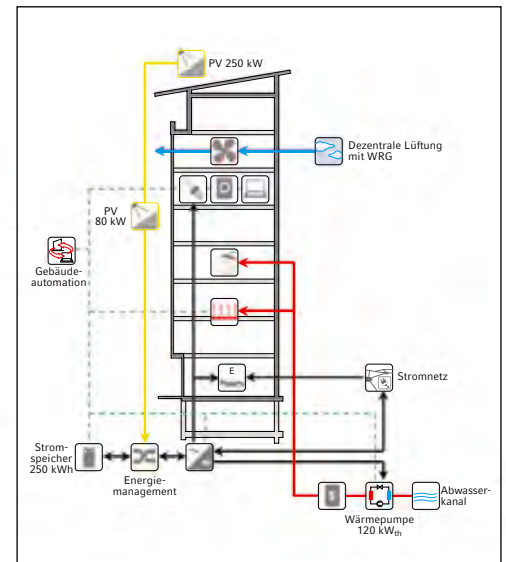 PV 250 kW
Dezentrale Lüftung
mit WRG
PV
80 kW
Gebäude-
automation
E
Stromnetz
Strom-
speicher
250 kWh
Energie-
management
S
Abwasser-
kanal
Wärmepumpe
120 kWth